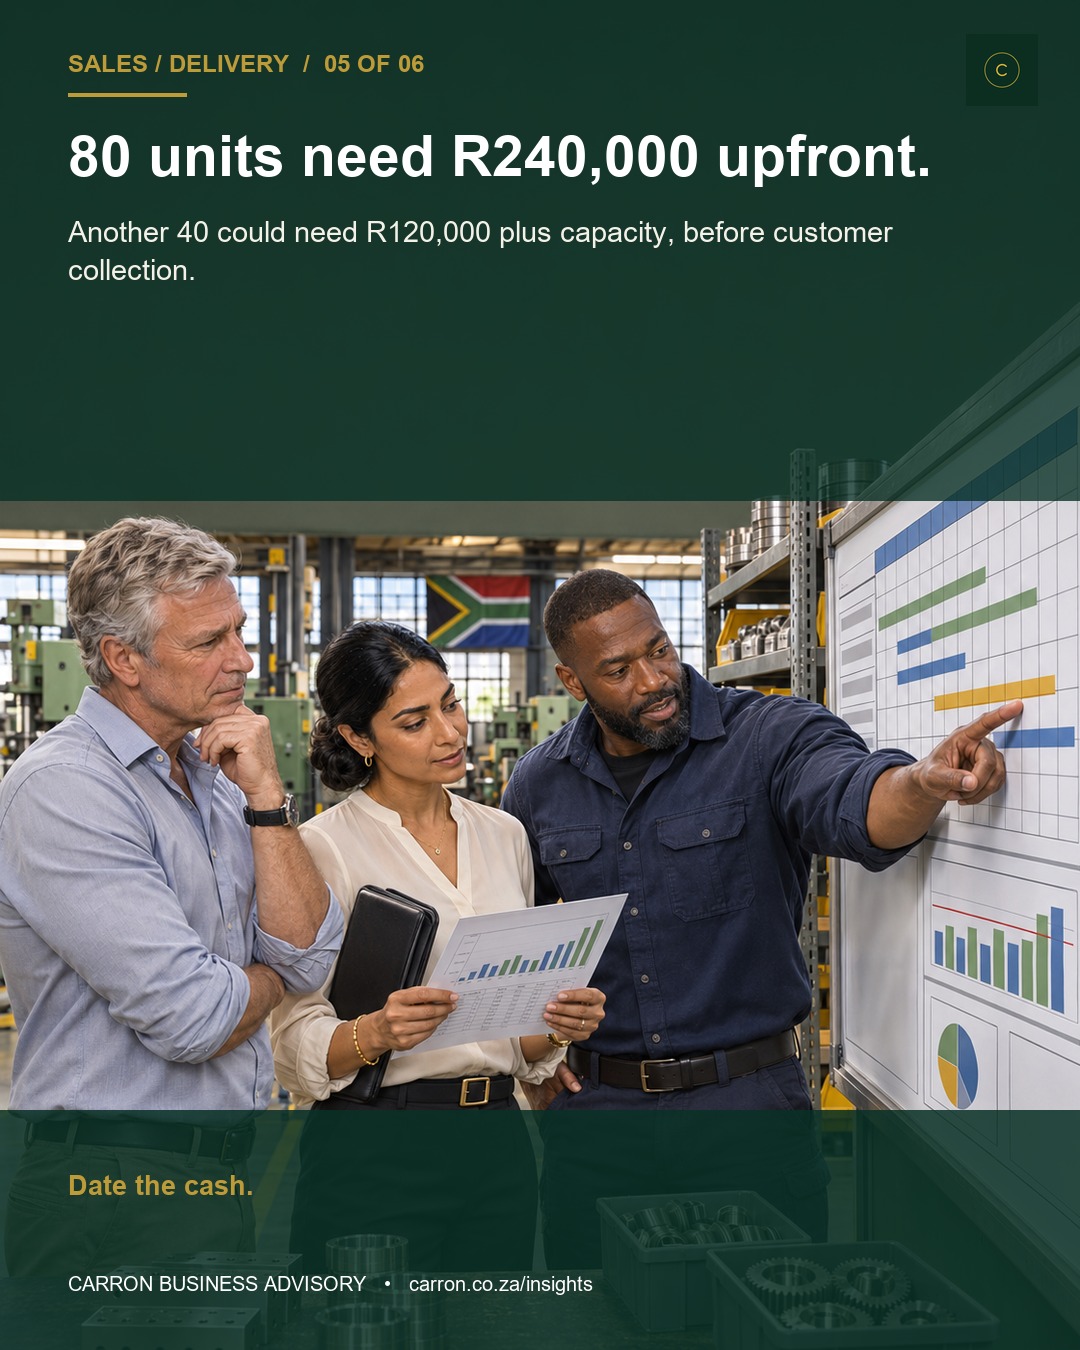 SALES / DELIVERY / 05 OF 06
C
80 units need R240,000 upfront.
Another 40 could need R120,000 plus capacity, before customer
collection.
Date the cash.
CARRON BUSINESS ADVISORY • carron.co.za/insights